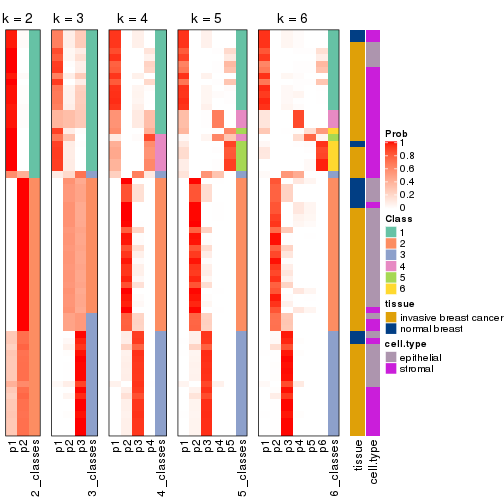 k = 2
k = 3
k = 4
k = 5
k = 6
Prob
1
0.8
0.6
0.4
0.2
0
Class
1
2
3
4
5
6
tissue
invasive breast cancer
normal breast
cell.type
epithelial
stromal
p1
p2
2_classes
p1
p2
p3
3_classes
p1
p2
p3
p4
4_classes
p1
p2
p3
p4
p5
5_classes
p1
p2
p3
p4
p5
p6
6_classes
tissue
cell.type